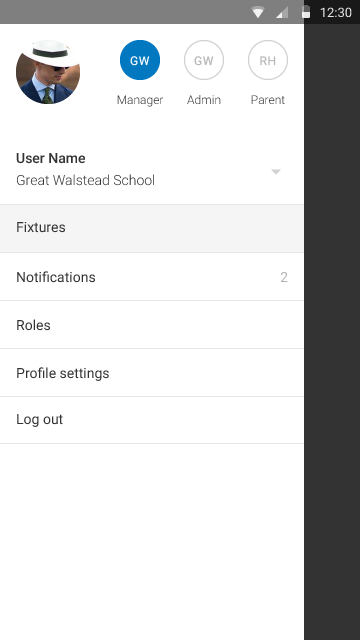 12:30
GW GW RH
Manager Admin Parent
User Name
Great Walstead School
Fixtures
Notifications 2
Roles
Profile settings
Log out